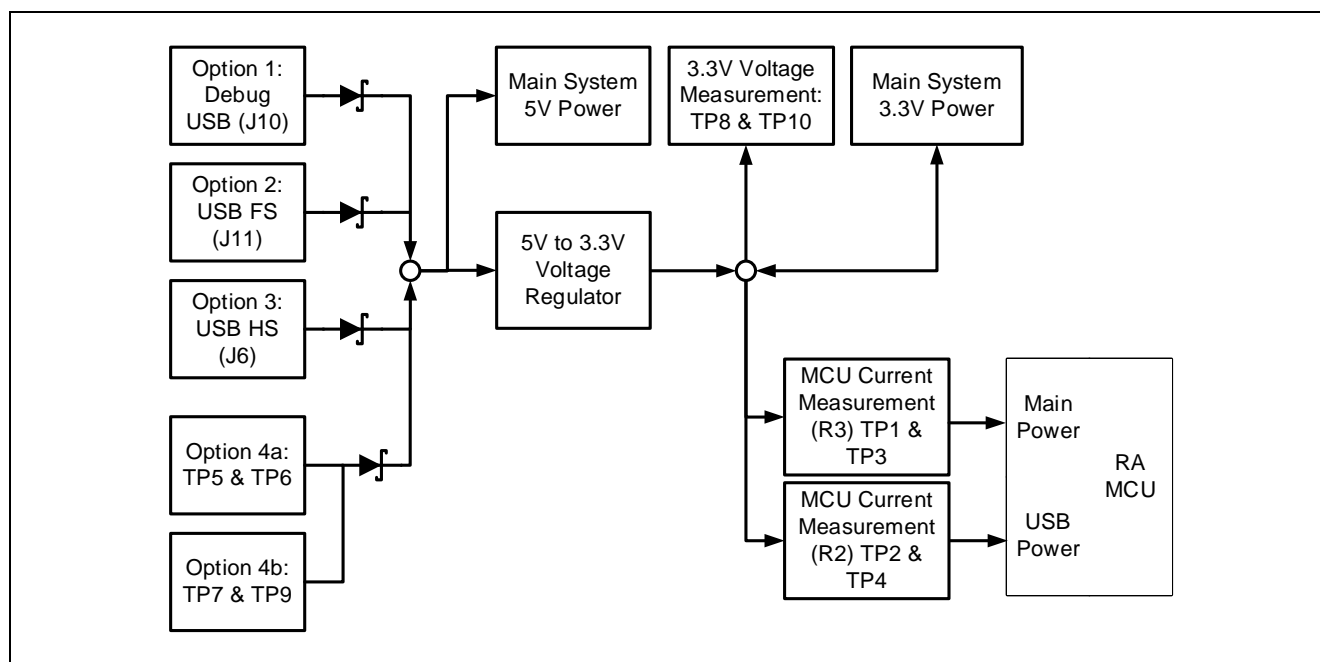 Option 1:
Debug
USB (J10)
Option 2:
USB FS
(J11)
Option 3:
USB HS
(J6)
Option 4a:
TP5 & TP6
Option 4b:
TP7 & TP9
Main System
5V Power
5V to 3.3V
Voltage
Regulator
3.3V Voltage
Measurement:
TP8 & TP10
Main System
3.3V Power
MCU Current
Measurement
(R3) TP1 &
TP3
MCU Current
Measurement
(R2) TP2 &
TP4
Main
Power
USB
Power
RA
MCU